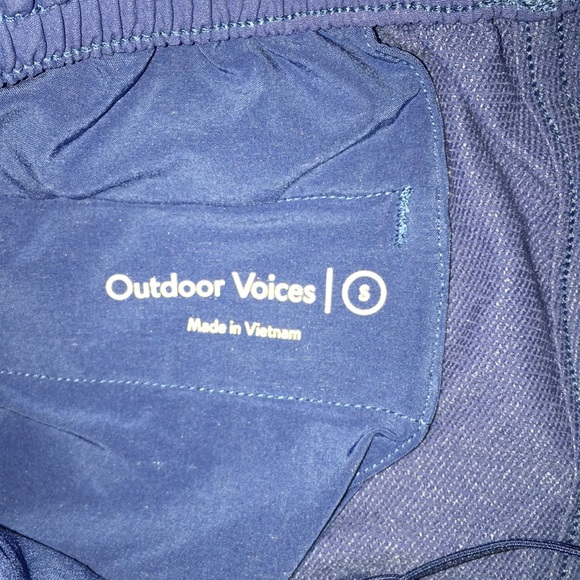 Outdoor Voices | S
Made in Vietnam